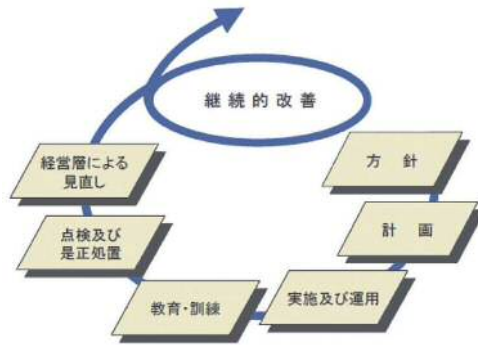 継続的改善
経営層による
見直し
方針
点検及び
是正処置
計画
教育・訓練
実施及び運用